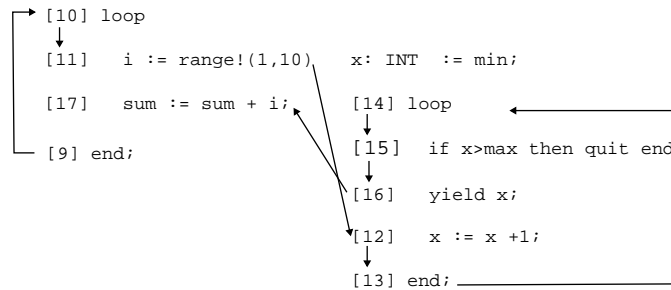 [10] loop
[11] i := range!(1,10) x: INT := min;
[17] sum := sum + i; [14] loop
[15] if x>max then quit end
[9] end;
[16] yield x;
[12] x := x +1;
[13] end;